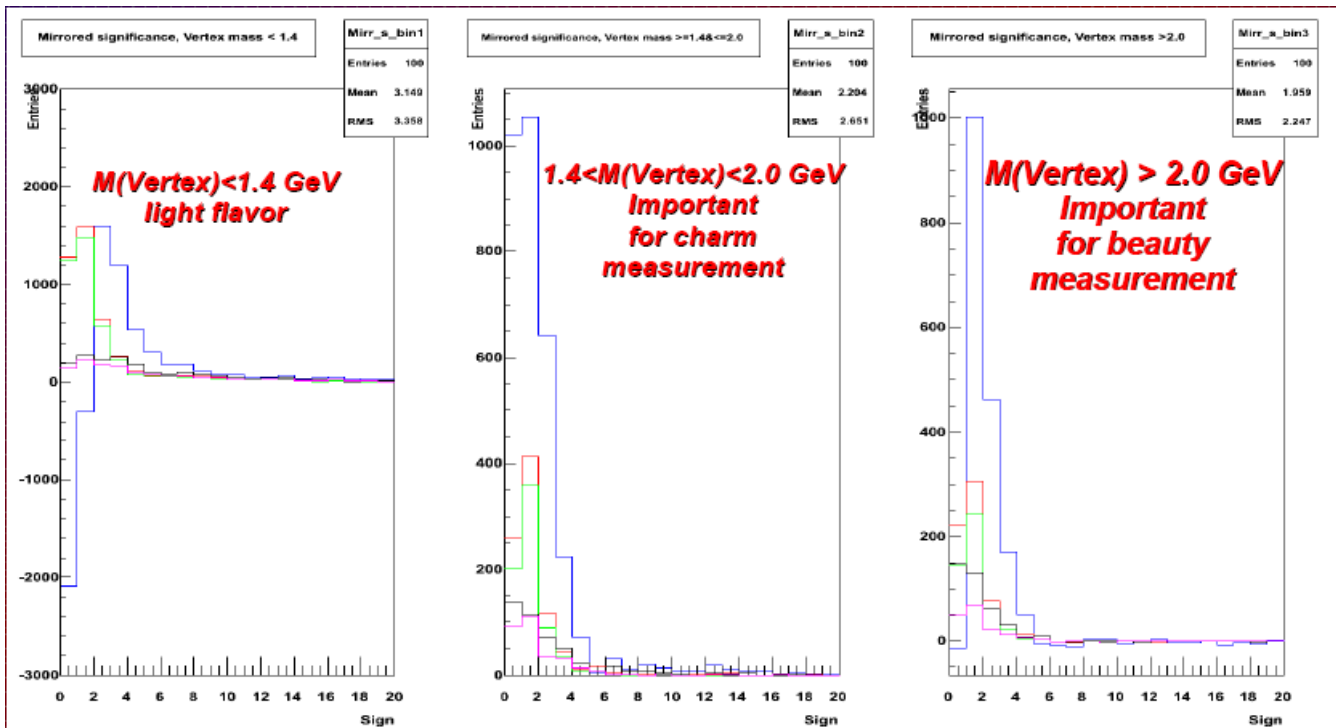 Mirrored significance, Vertex mass < 1.4
Mirr_s_bin1
Entries 100
Mean 3.149
RMS 3.358
Entries
3000
2000
1000
0
-1000
-2000
-3000
0 2 4 6 8 10 12 14 16 18 20
Sign
M(Vertex)<1.4 GeV
light flavor
Mirrored significance, Vertex mass >=1.4&<=2.0
Mirr_s_bin2
Entries 100
Mean 2.204
RMS 2.651
Entries
1000
800
600
400
200
0
0 2 4 6 8 10 12 14 16 18 20
Sign
1.4<M(Vertex)<2.0 GeV
Important
for charm
measurement
Mirrored significance, Vertex mass >2.0
Mirr_s_bin3
Entries 100
Mean 1.959
RMS 2.247
Entries
1000
800
600
400
200
0
0 2 4 6 8 10 12 14 16 18 20
Sign
M(Vertex) > 2.0 GeV
Important
for beauty
measurement